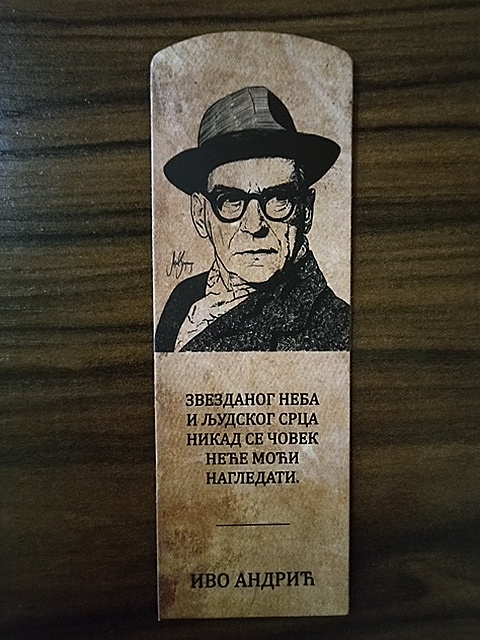 ЗВЕЗДАНОГ НЕБА
И ЉУДСКОГ СРЦА
НИКАД СЕ ЧОВЕК
НЕЋЕ МОЋИ
НАГЛЕДАТИ.
ИВО АНДРИЋ